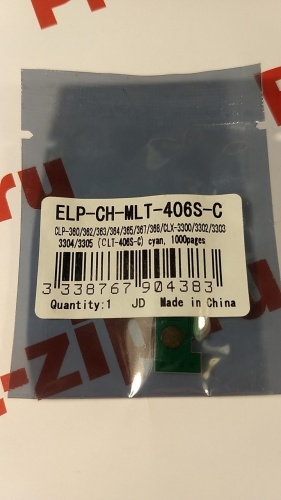 ELP-CH-MLT-406S-C
CLP-360/362/363/364/365/367/368/CLX-3300/3302/3303
3304/3305 (CLT-406S-C) cyan, 1000pages
3 338767 904383
Quantity:1 JD Made in China